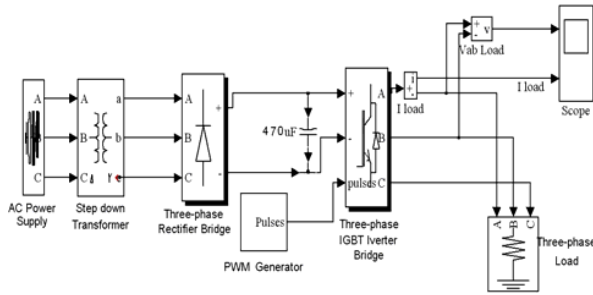 A
B
C
AC Power
Supply
A
B
C
a
b
c
Step down
Transformer
A
B
C
+
-
Three-phase
Rectifier Bridge
470uF
Pulses
PWM Generator
+
-
pulses
A
B
C
Three-phase
IGBT Iverter
Bridge
+
-
I load
+
-
v
Vab Load
I load
Scope
A
B
C
Three-phase
Load